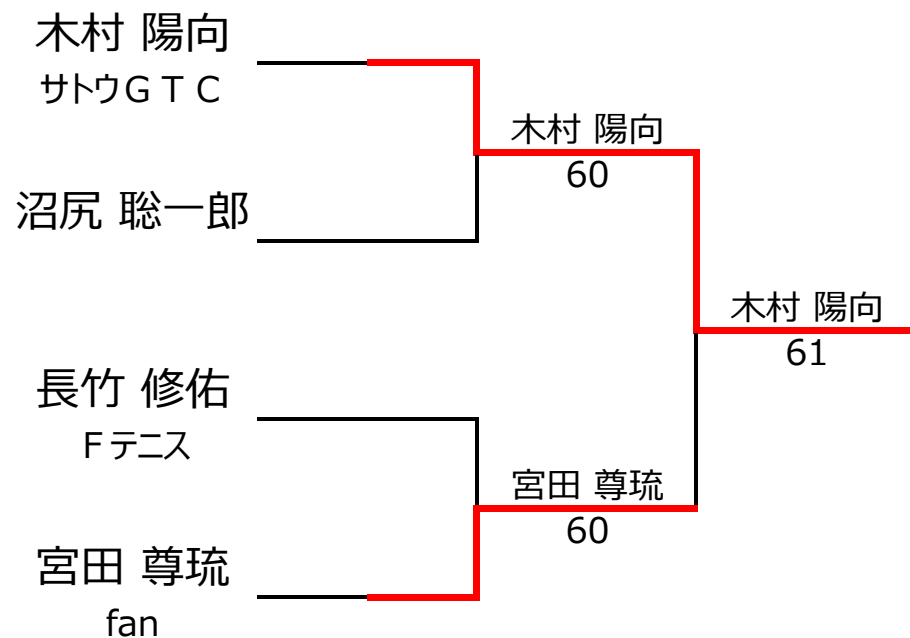 木村 陽向
サトウＧＴＣ
木村 陽向
60
沼尻 聡一郎
木村 陽向
61
長竹 修佑
Ｆテニス
宮田 尊琉
60
宮田 尊琉
fan